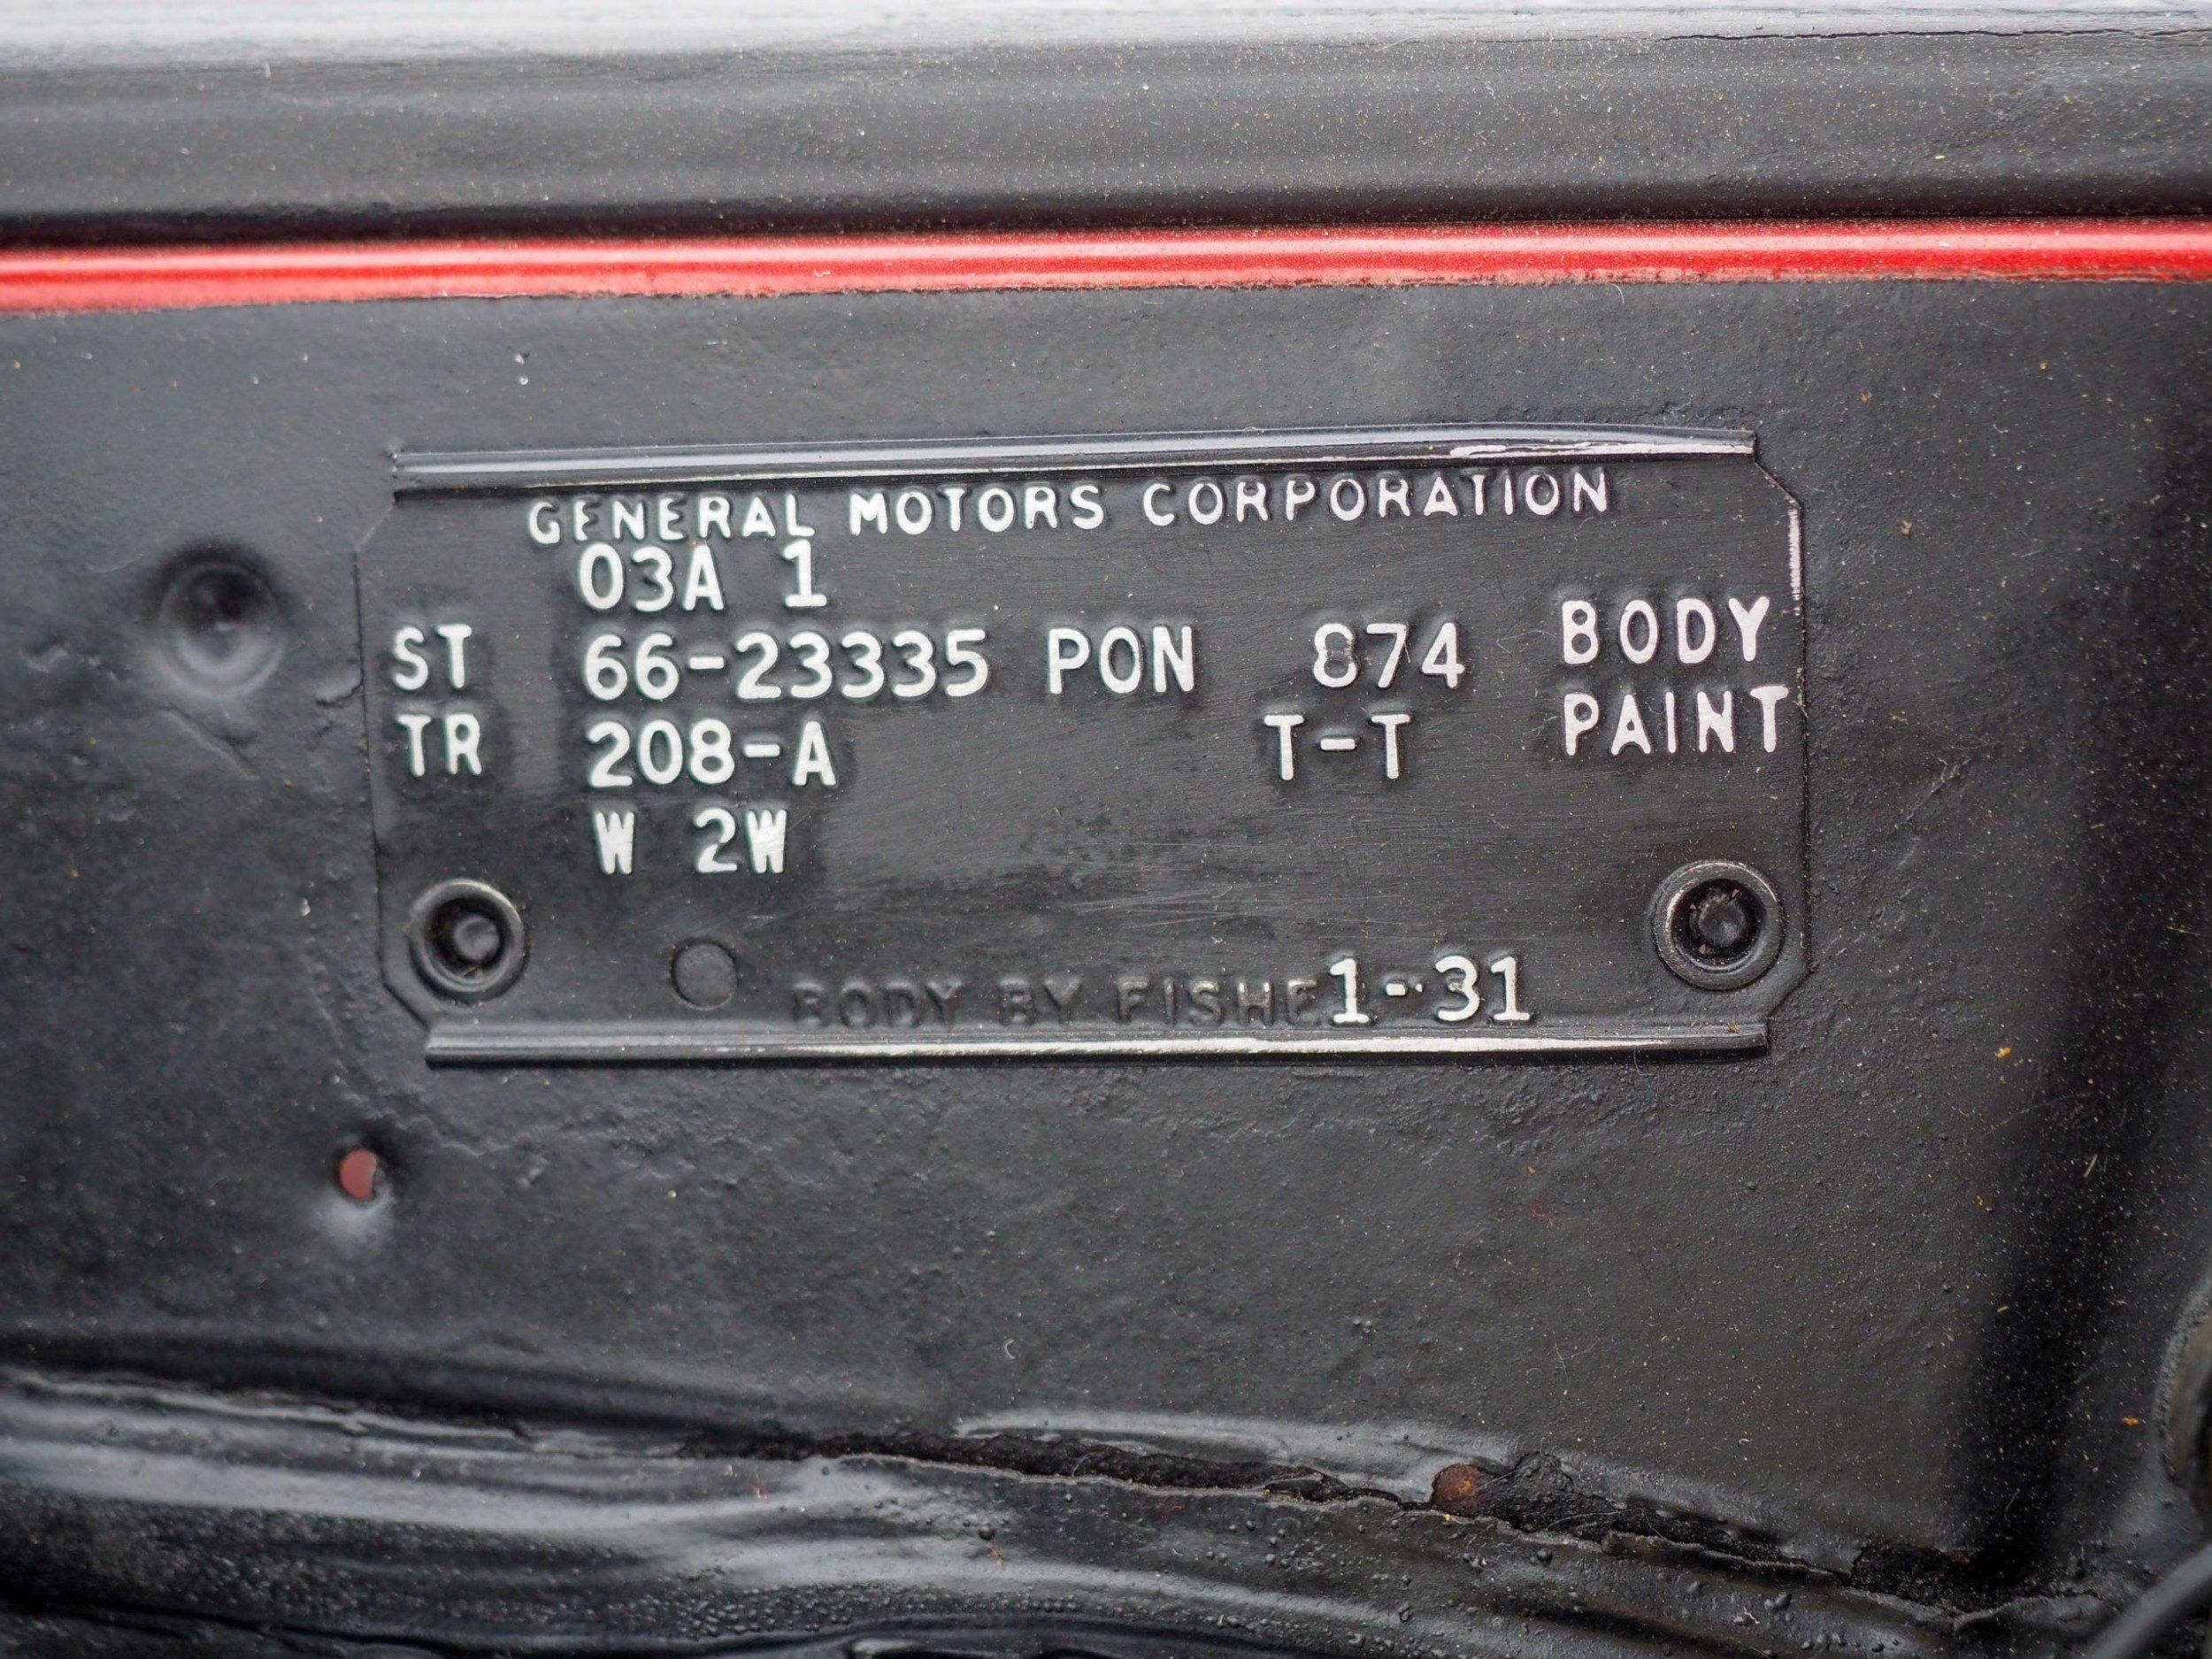 GENERAL MOTORS CORPORATION
03A 1
ST 66-23335 PON 874 BODY
TR 208-A T-T PAINT
W 2W
BODY BY FISHE 1-31